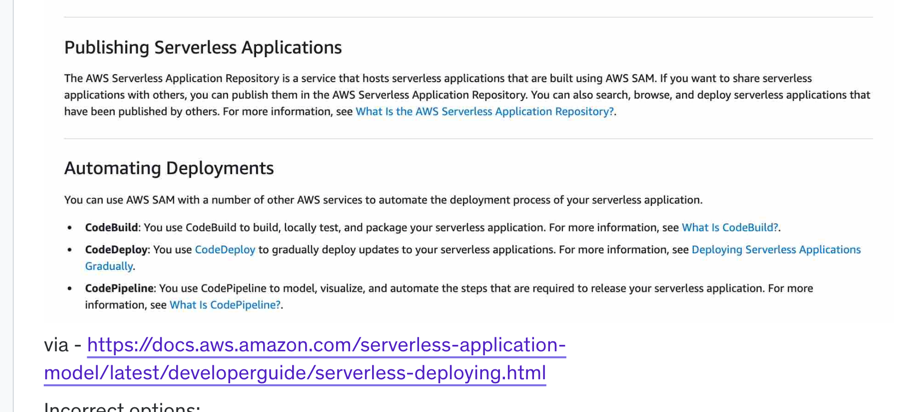 Publishing Serverless Applications
The AWS Serverless Application Repository is a service that hosts serverless applications that are built using AWS SAM. If you want to share serverless
applications with others, you can publish them in the AWS Serverless Application Repository. You can also search, browse, and deploy serverless applications that
have been published by others. For more information, see What Is the AWS Serverless Application Repository?.
Automating Deployments
You can use AWS SAM with a number of other AWS services to automate the deployment process of your serverless application.
• CodeBuild: You use CodeBuild to build, locally test, and package your serverless application. For more information, see What Is CodeBuild?.
• CodeDeploy: You use CodeDeploy to gradually deploy updates to your serverless applications. For more information, see Deploying Serverless Applications
Gradually.
• CodePipeline: You use CodePipeline to model, visualize, and automate the steps that are required to release your serverless application. For more
information, see What Is CodePipeline?.
via - https://docs.aws.amazon.com/serverless-application-
model/latest/developerguide/serverless-deploying.html
Incorrect options: